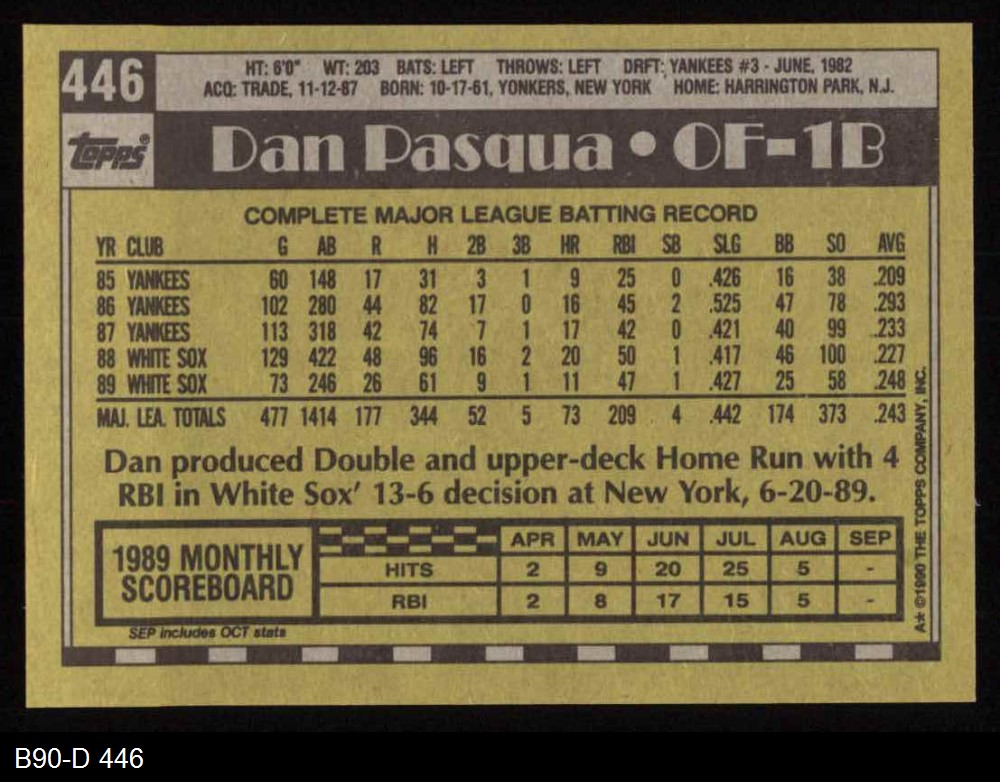 446
HT: 6'0" WT: 203 BATS: LEFT THROWS: LEFT DRFT: YANKEES #3 - JUNE, 1982
ACQ: TRADE, 11-12-87 BORN: 10-17-61, YONKERS, NEW YORK HOME: HARRINGTON PARK, N.J.
Topps®
Dan Pasqua • OF-1B
COMPLETE MAJOR LEAGUE BATTING RECORD
YR CLUB G AB R H 2B 3B HR RBI SB SLG BB SO AVG
85 YANKEES 60 148 17 31 3 1 9 25 0 .426 16 38 .209
86 YANKEES 102 280 44 82 17 0 16 45 2 .525 47 78 .293
87 YANKEES 113 318 42 74 7 1 17 42 0 .421 40 99 .233
88 WHITE SOX 129 422 48 96 16 2 20 50 1 .417 46 100 .227
89 WHITE SOX 73 246 26 61 9 1 11 47 1 .427 25 58 .248
MAJ. LEA. TOTALS 477 1414 177 344 52 5 73 209 4 .442 174 373 .243
Dan produced Double and upper-deck Home Run with 4
RBI in White Sox' 13-6 decision at New York, 6-20-89.
1989 MONTHLY
SCOREBOARD
APR MAY JUN JUL AUG SEP
HITS 2 9 20 25 5 -
RBI 2 8 17 15 5 -
SEP includes OCT stats
A* ©1990 THE TOPPS COMPANY, INC.
B90-D 446